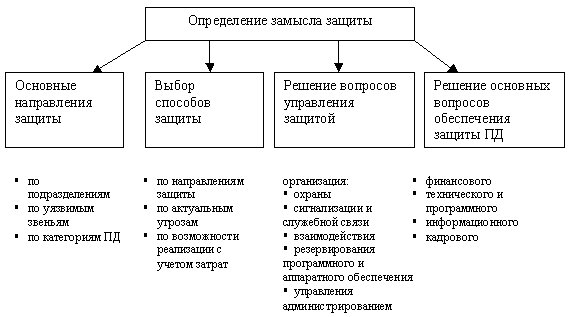 Определение замысла защиты
Основные
направления
защиты
Выбор
способов
защиты
Решение вопросов
управления
защитой
Решение основных
вопросов
обеспечения
защиты ПД
▪ по
подразделениям
▪ по уязвимым
звеньям
▪ по категориям ПД
▪ по направлениям
защиты
▪ по актуальным
угрозам
▪ по возможности
реализации с
учетом затрат
организация:
▪ охраны
▪ сигнализации и
служебной связи
▪ взаимодействия
▪ резервирования
программного и
аппаратного обеспечения
▪ управления
администрированием
▪ финансового
▪ технического и
программного
▪ информационного
▪ кадрового